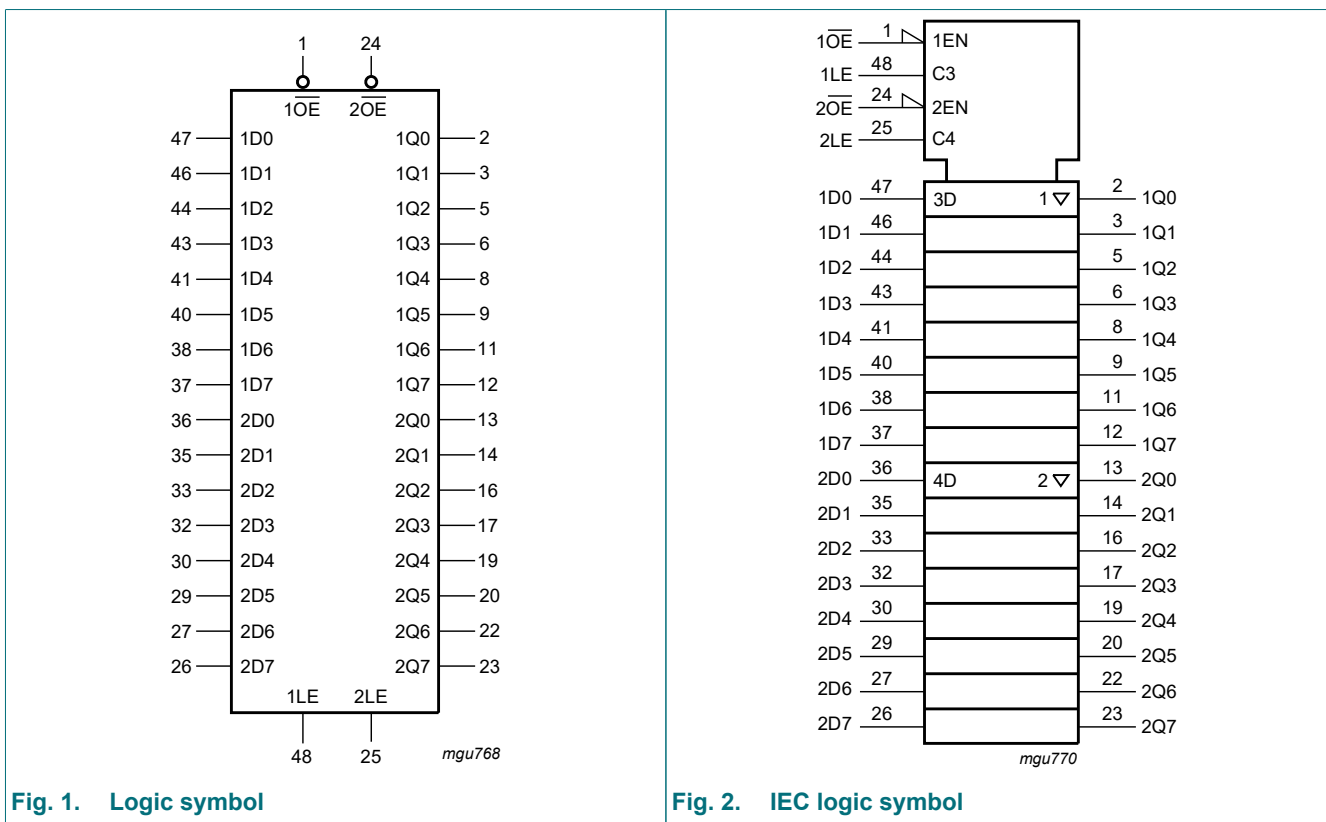 1 24
1OE 2OE
47 1D0 1Q0 2
46 1D1 1Q1 3
44 1D2 1Q2 5
43 1D3 1Q3 6
41 1D4 1Q4 8
40 1D5 1Q5 9
38 1D6 1Q6 11
37 1D7 1Q7 12
36 2D0 2Q0 13
35 2D1 2Q1 14
33 2D2 2Q2 16
32 2D3 2Q3 17
30 2D4 2Q4 19
29 2D5 2Q5 20
27 2D6 2Q6 22
26 2D7 2Q7 23
1LE 2LE
48 25 mgu768
Fig. 1. Logic symbol
1OE 1 1EN
1LE 48 C3
2OE 24 2EN
2LE 25 C4
1D0 47 3D 1 ▽ 2 1Q0
1D1 46 3 1Q1
1D2 44 5 1Q2
1D3 43 6 1Q3
1D4 41 8 1Q4
1D5 40 9 1Q5
1D6 38 11 1Q6
1D7 37 12 1Q7
2D0 36 4D 2 ▽ 13 2Q0
2D1 35 14 2Q1
2D2 33 16 2Q2
2D3 32 17 2Q3
2D4 30 19 2Q4
2D5 29 20 2Q5
2D6 27 22 2Q6
2D7 26 23 2Q7
mgu770
Fig. 2. IEC logic symbol